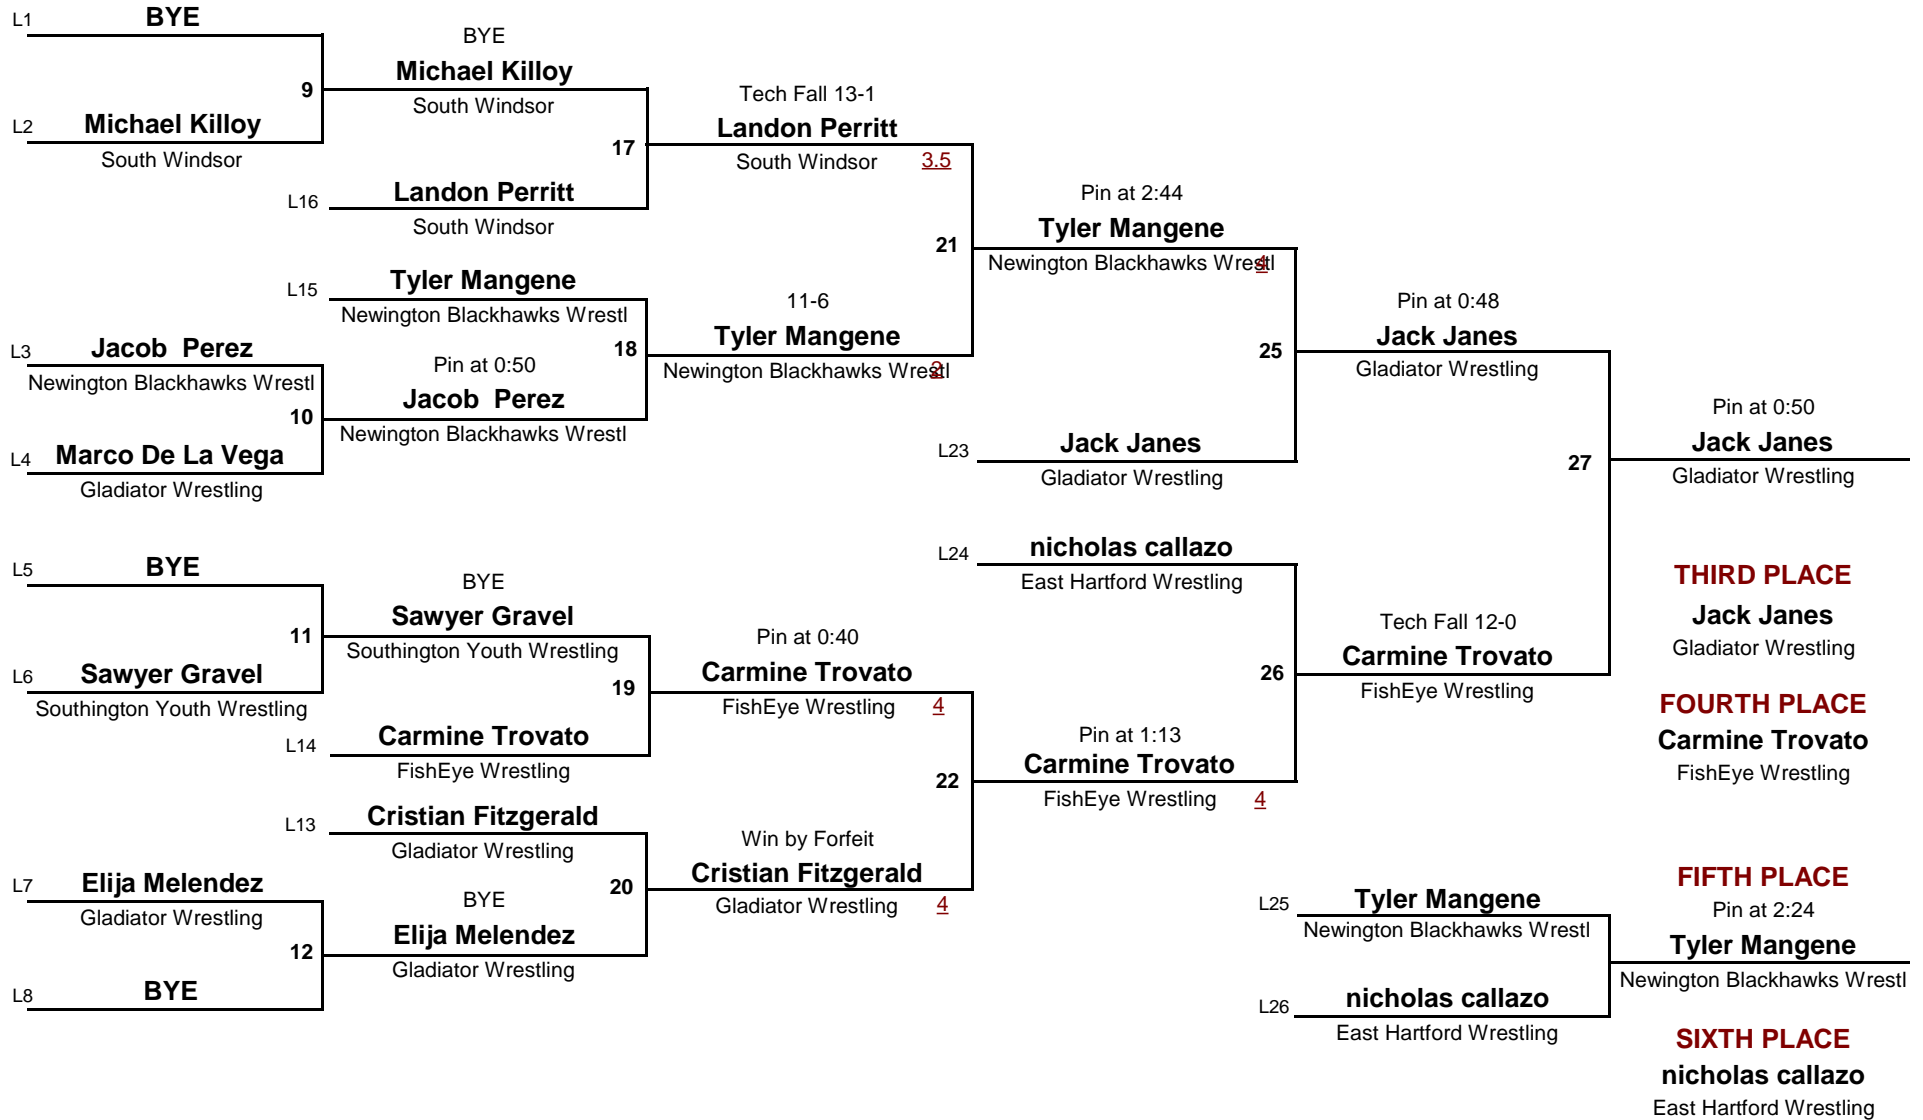 L1
BYE
9
L2
Michael Killoy
South Windsor
BYE
Michael Killoy
South Windsor
17
L16
Landon Perritt
South Windsor
Tech Fall 13-1
Landon Perritt
South Windsor
3.5
21
L15
Tyler Mangene
Newington Blackhawks Wrestl
18
L3
Jacob  Perez
Newington Blackhawks Wrestl
10
L4
Marco De La Vega
Gladiator Wrestling
Pin at 0:50
Jacob  Perez
Newington Blackhawks Wrestl
11-6
Tyler Mangene
Newington Blackhawks Wrestl
2
Pin at 2:44
Tyler Mangene
Newington Blackhawks Wrestl
4
25
L23
Jack Janes
Gladiator Wrestling
Pin at 0:48
Jack Janes
Gladiator Wrestling
27
Pin at 0:50
Jack Janes
Gladiator Wrestling
L5
BYE
11
L6
Sawyer Gravel
Southington Youth Wrestling
BYE
Sawyer Gravel
Southington Youth Wrestling
19
L14
Carmine Trovato
FishEye Wrestling
Pin at 0:40
Carmine Trovato
FishEye Wrestling
4
22
L13
Cristian Fitzgerald
Gladiator Wrestling
20
L7
Elija Melendez
Gladiator Wrestling
12
L8
BYE
BYE
Elija Melendez
Gladiator Wrestling
Win by Forfeit
Cristian Fitzgerald
Gladiator Wrestling
4
L24
nicholas callazo
East Hartford Wrestling
26
Pin at 1:13
Carmine Trovato
FishEye Wrestling
4
Tech Fall 12-0
Carmine Trovato
FishEye Wrestling
THIRD PLACE
Jack Janes
Gladiator Wrestling
FOURTH PLACE
Carmine Trovato
FishEye Wrestling
L25
Tyler Mangene
Newington Blackhawks Wrestl
L26
nicholas callazo
East Hartford Wrestling
FIFTH PLACE
Pin at 2:24
Tyler Mangene
Newington Blackhawks Wrestl
SIXTH PLACE
nicholas callazo
East Hartford Wrestling